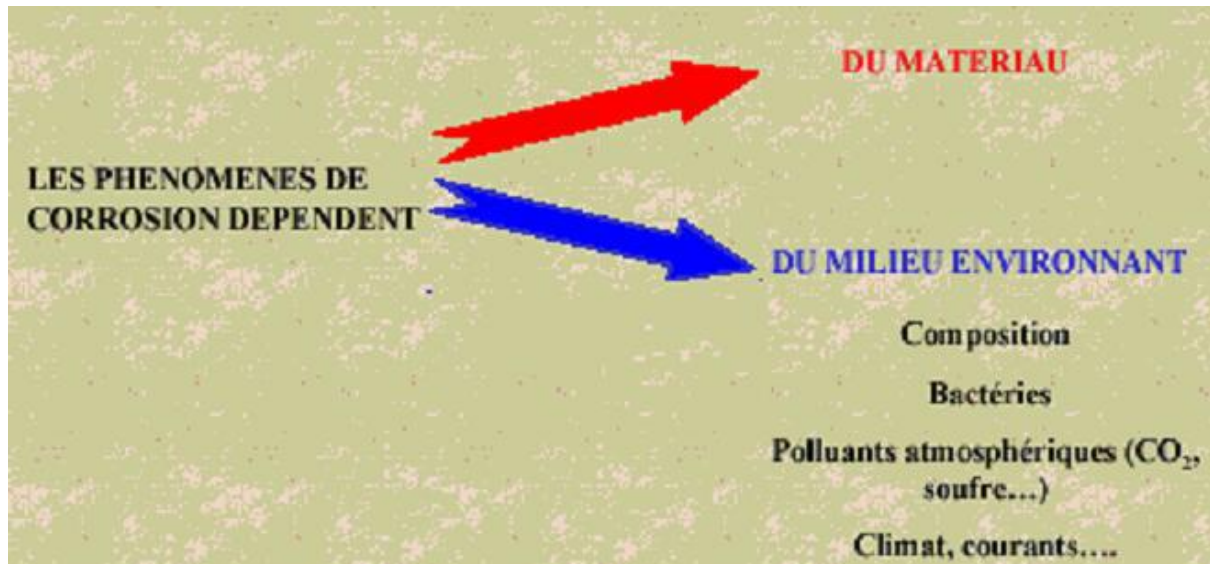 DU MATERIAU
LES PHENOMENES DE
CORROSION DEPENDENT
DU MILIEU ENVIRONNANT
Composition
Bactéries
Polluants atmosphériques (CO₂,
soufre...)
Climat, courants....